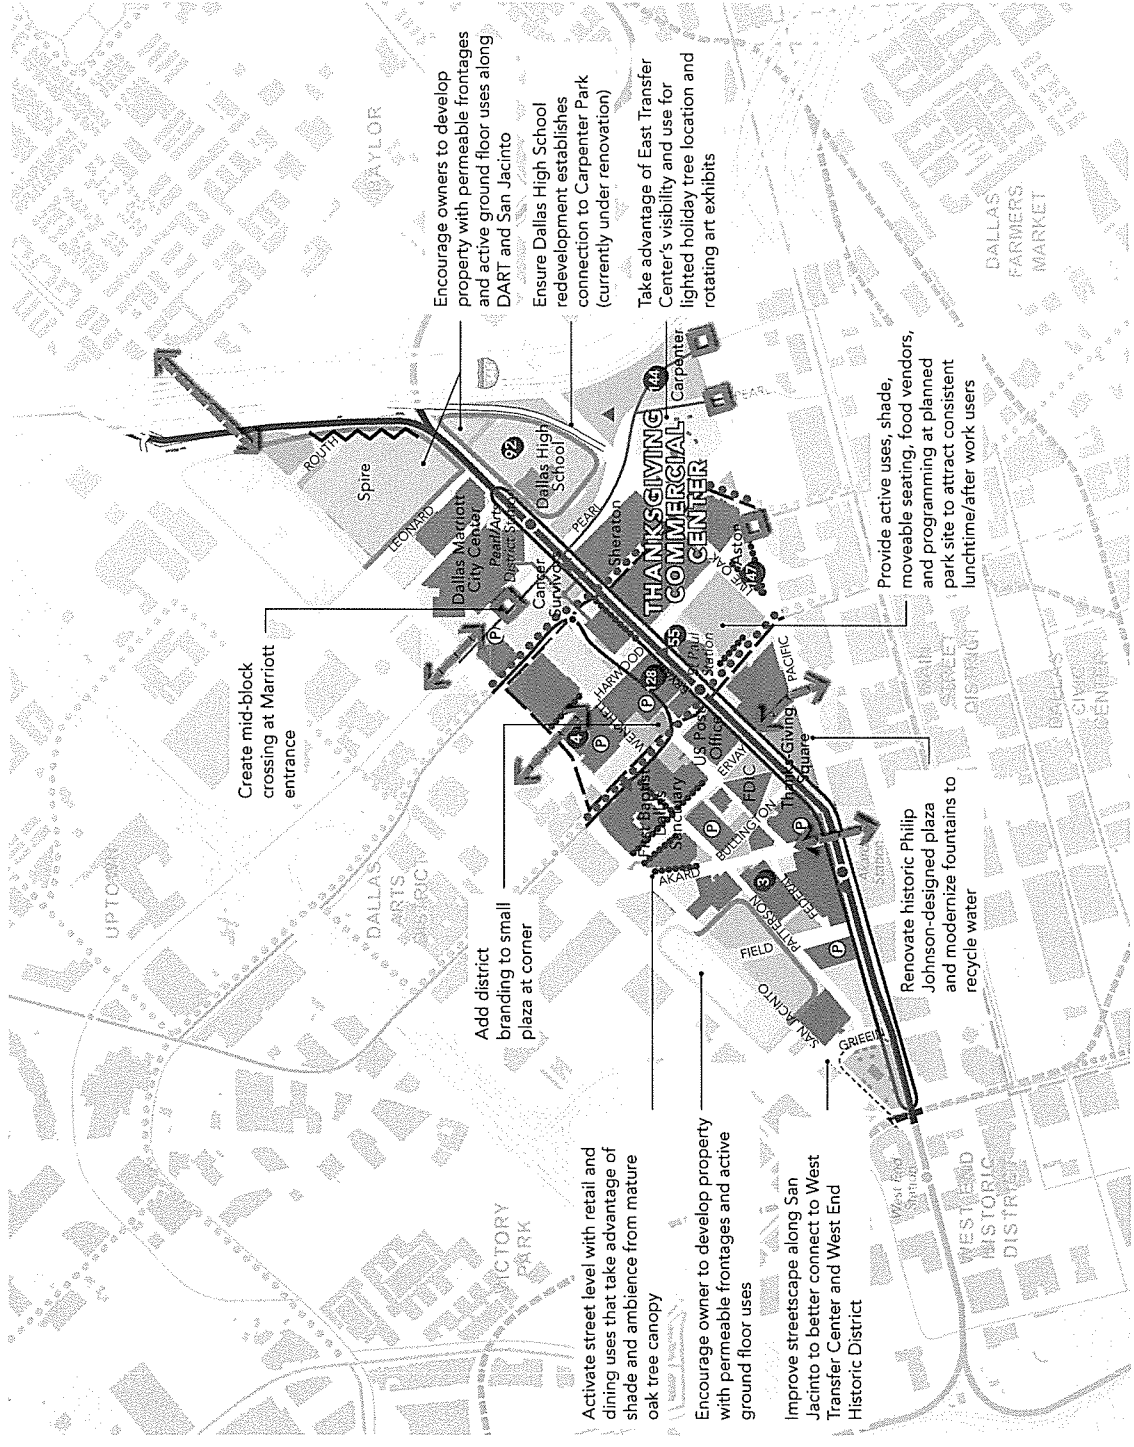 Create mid-block
crossing at Marriott
entrance
Add district
branding to small
plaza at corner
Activate street level with retail and
dining uses that take advantage of
shade and ambience from mature
oak tree canopy
Encourage owner to develop property
with permeable frontages and active
ground floor uses
Improve streetscape along San
Jacinto to better connect to West
Transfer Center and West End
Historic District
Encourage owners to develop
property with permeable frontages
and active ground floor uses along
DART and San Jacinto
Ensure Dallas High School
redevelopment establishes
connection to Carpenter Park
(currently under renovation)
Take advantage of East Transfer
Center's visibility and use for
lighted holiday tree location and
rotating art exhibits
Provide active uses, shade,
moveable seating, food vendors,
and programming at planned
park site to attract consistent
lunchtime/after work users
Renovate historic Philip
Johnson-designed plaza
and modernize fountains to
recycle water
THANKSGIVING
COMMERCIAL
CENTER
UPTOWN
DALLAS
ARTS
VICTORY
PARK
BAYLOR
DALLAS
FARMERS
MARKET
WEST END
HISTORIC
West End
Station
Spire
ROUTH
LEONARD
Dallas Marriott
City Center
Pearl/Arts
District Station
Dallas High
School
92
PEARL
Sheraton
Carpenter
144
PEARL
Aston
LIVE OAK
47
Cancer
HARWOOD
P
128
P
55
St Paul
Station
PACIFIC
P
US Post
Office
ERVAY
FDIC
Thanks-Giving
Square
First Baptist
Dallas
Sanctuary
P
BULLINGTON
P
AKARD
3
PATTERSON
FEDERAL
P
FIELD
SAN JACINTO
GRIFFIN